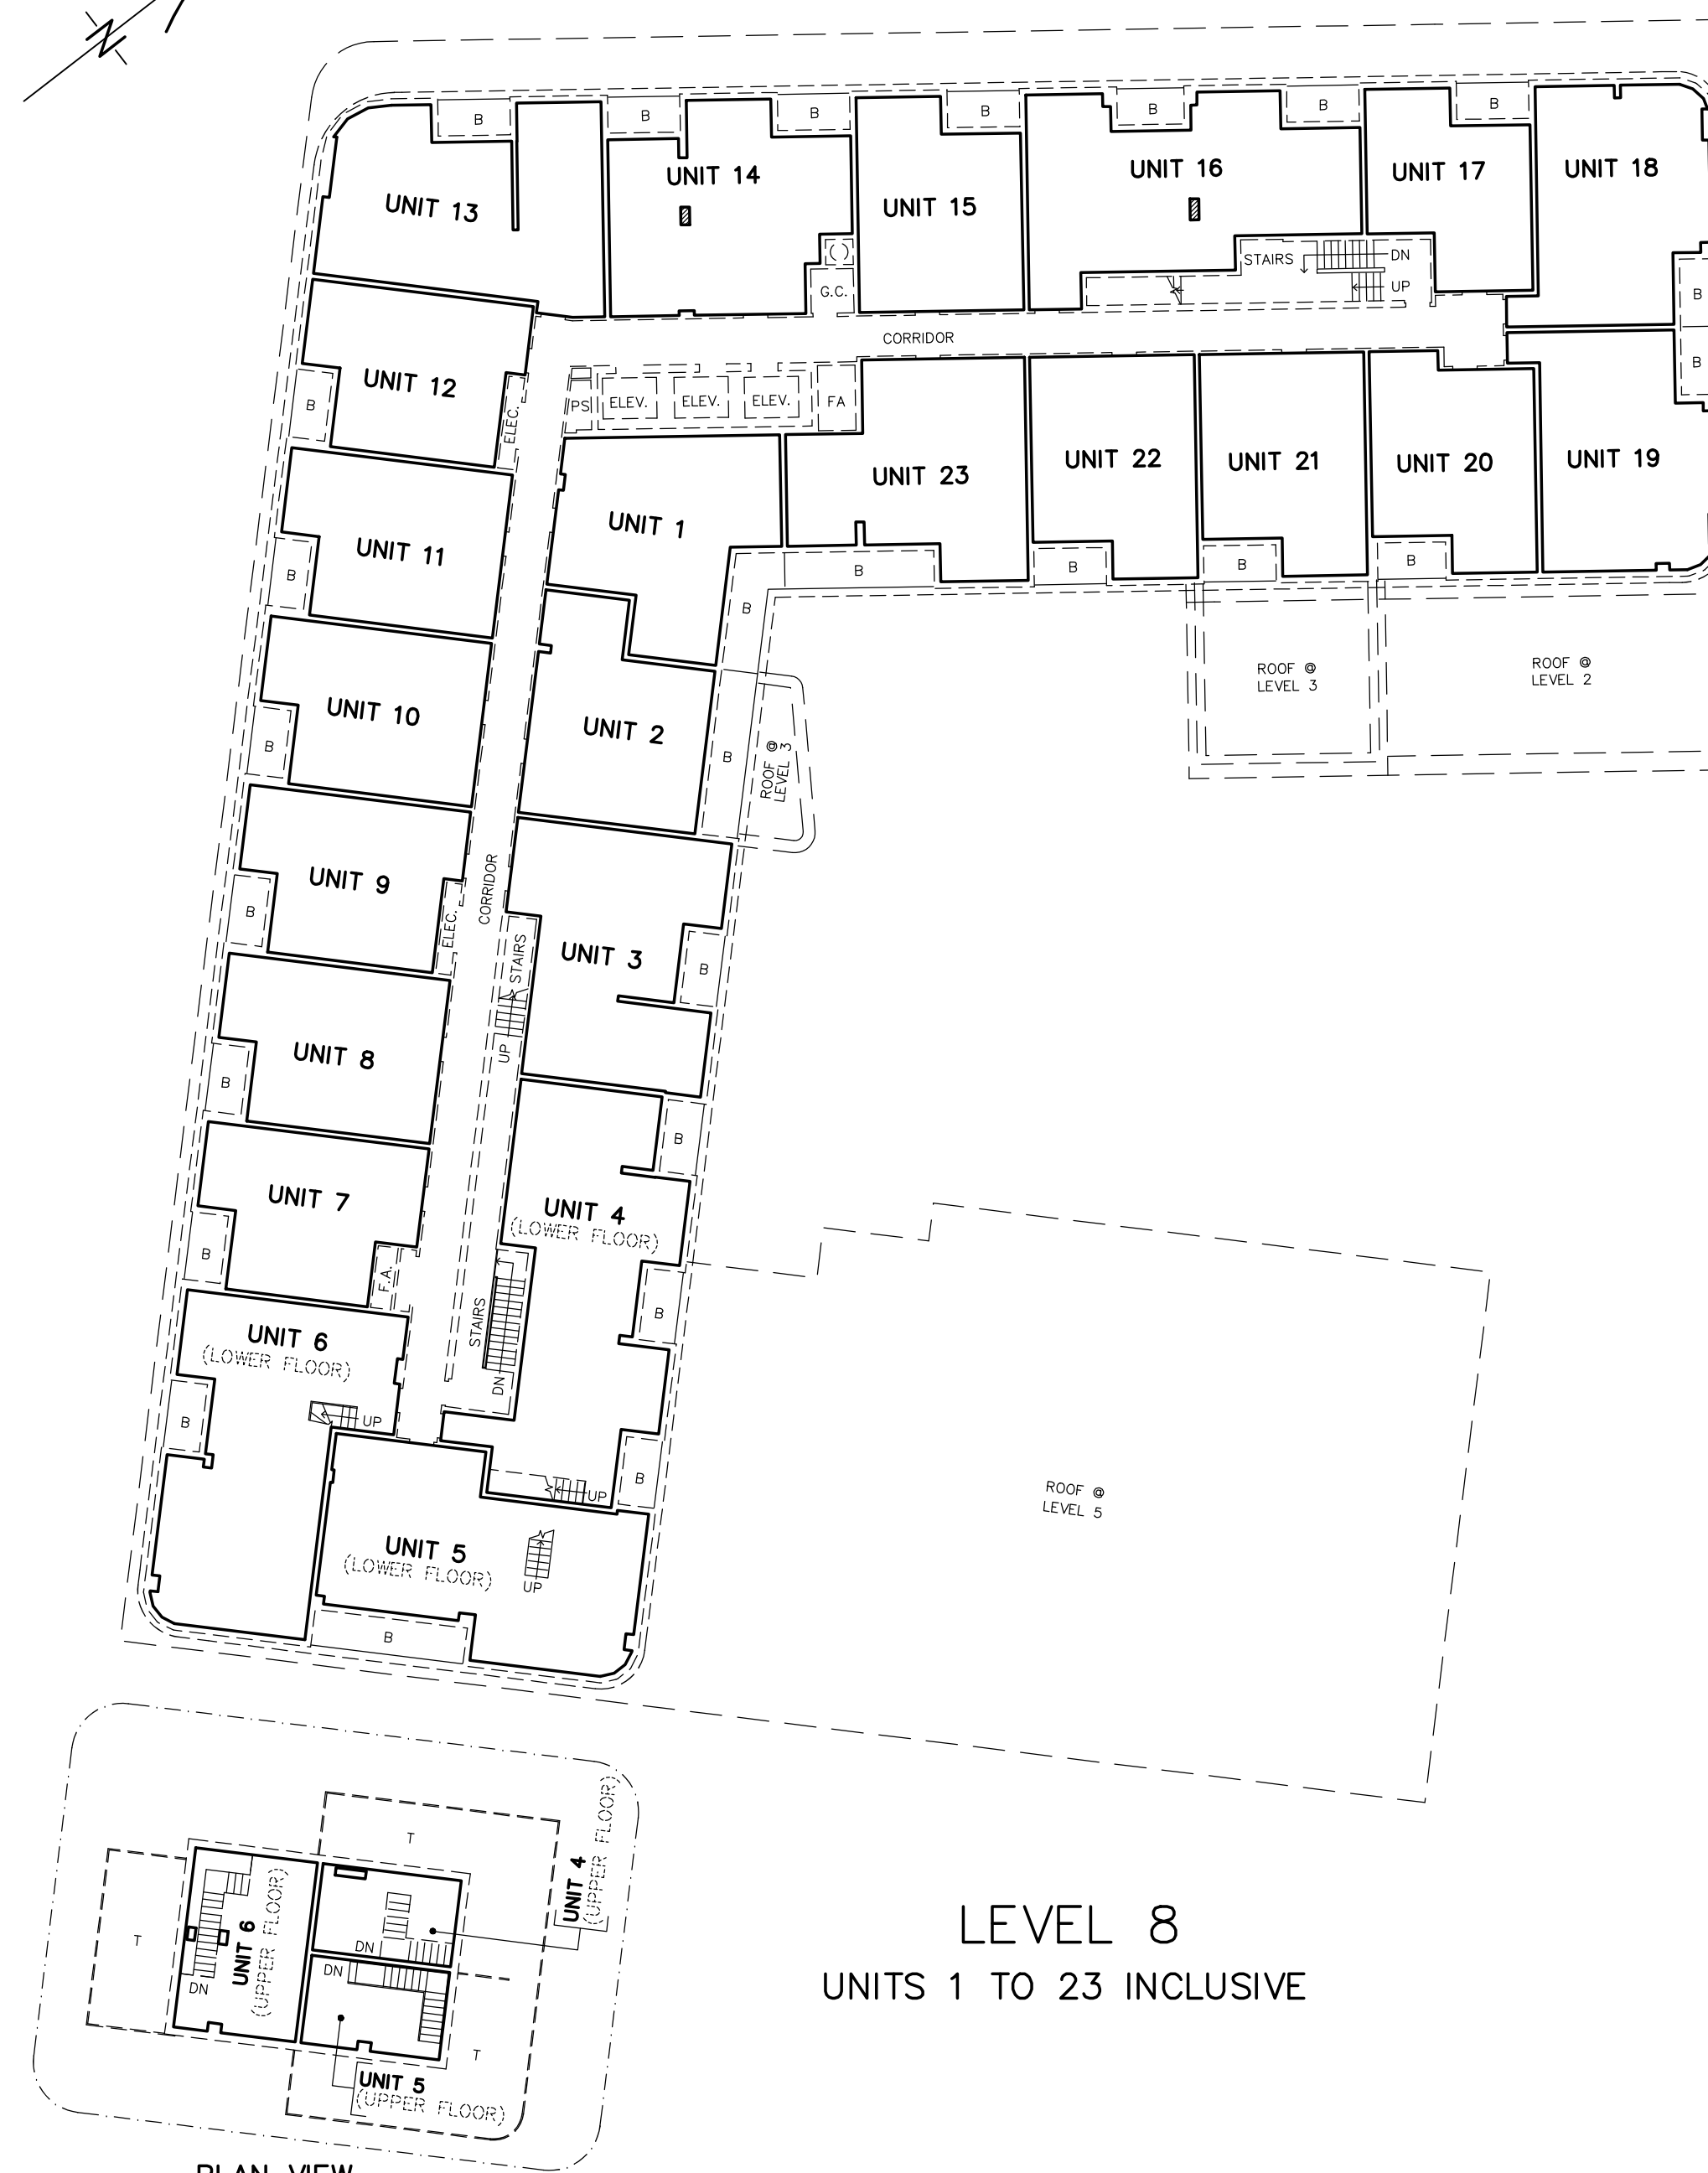 N
B
B
B
B
B
B
B
UNIT 13
UNIT 14
UNIT 15
UNIT 16
UNIT 17
UNIT 18
STAIRS
DN
UP
G.C.
B
B
CORRIDOR
UNIT 12
B
ELEC.
PS
ELEV.
ELEV.
ELEV.
FA
UNIT 1
UNIT 23
UNIT 22
UNIT 21
UNIT 20
UNIT 19
UNIT 11
B
B
B
B
B
B
ROOF @
LEVEL 3
ROOF @
LEVEL 2
UNIT 10
B
UNIT 2
B
ROOF @
LEVEL 3
UNIT 9
B
ELEC.
CORRIDOR
STAIRS
UP
UNIT 3
B
UNIT 8
B
B
UNIT 7
B
F.A.
UNIT 4
(LOWER FLOOR)
B
STAIRS
DN
UNIT 6
(LOWER FLOOR)
B
UP
B
UP
UNIT 5
(LOWER FLOOR)
UP
B
ROOF @
LEVEL 5
T
UNIT 4
(UPPER FLOOR)
T
UNIT 6
(UPPER FLOOR)
DN
DN
DN
T
UNIT 5
(UPPER FLOOR)
LEVEL 8
UNITS 1 TO 23 INCLUSIVE
PLAN VIEW